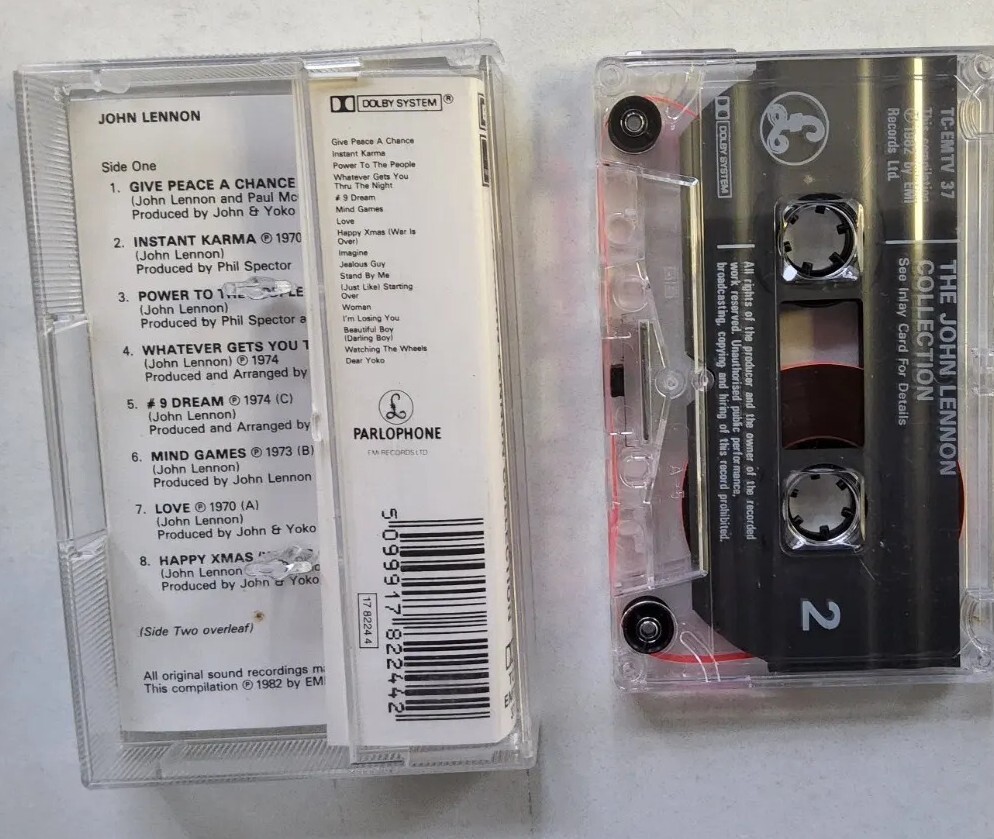 JOHN LENNON
Side One
1. GIVE PEACE A CHANCE
(John Lennon and Paul Mc
Produced by John & Yoko
2. INSTANT KARMA ℗ 1970
(John Lennon)
Produced by Phil Spector
3. POWER TO THE PEOPLE
(John Lennon)
Produced by Phil Spector a
4. WHATEVER GETS YOU T
(John Lennon) ℗ 1974
Produced and Arranged by
5. # 9 DREAM ℗ 1974 (C)
(John Lennon)
Produced and Arranged by
6. MIND GAMES ℗ 1973 (B)
(John Lennon)
Produced by John Lennon
7. LOVE ℗ 1970 (A)
(John Lennon)
Produced by John & Yoko
8. HAPPY XMAS
(John Lennon
Produced by John & Yoko
(Side Two overleaf)
All original sound recordings m
This compilation ℗ 1982 by EMI
DOLBY SYSTEM ®
Give Peace A Chance
Instant Karma
Power To The People
Whatever Gets You
Thru The Night
# 9 Dream
Mind Games
Love
Happy Xmas (War Is
Over)
Imagine
Jealous Guy
Stand By Me
(Just Like) Starting
Over
Woman
I'm Losing You
Beautiful Boy
(Darling Boy)
Watching The Wheels
Dear Yoko
£
PARLOPHONE
EMI RECORDS LTD
5 099917 822442
17 8224 4
TC-EMTV 37
This compilation
℗ 1982 by EMI
Records Ltd.
£
DOLBY SYSTEM
THE JOHN LENNON
COLLECTION
See Inlay Card For Details
All rights of the producer and the owner of the recorded
work reserved. Unauthorised public performance,
broadcasting, copying and hiring of this record prohibited.
2